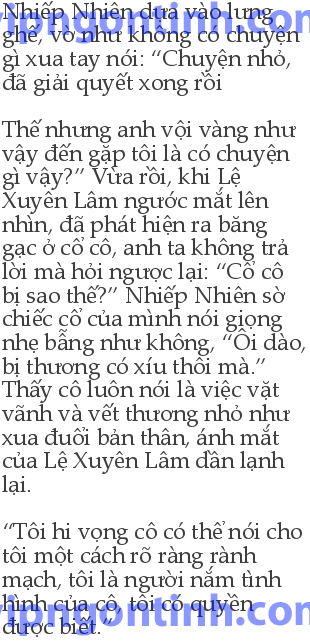 Nhiếp Nhiên dựa vào lưng
ghế, vờ như không có chuyện
gì xua tay nói: “Chuyện nhỏ,
đã giải quyết xong rồi
Thế nhưng anh vội vàng như
vậy đến gặp tôi là có chuyện
gì vậy?” Vừa rồi, khi Lệ
Xuyên Lâm ngước mắt lên
nhìn, đã phát hiện ra băng
gạc ở cổ cô, anh ta không trả
lời mà hỏi ngược lại: “Cổ cô
bị sao thế?” Nhiếp Nhiên sờ
chiếc cổ của mình nói giọng
nhẹ bẫng như không, “Ôi dào,
bị thương có xíu thôi mà.”
Thấy cô luôn nói là việc vặt
vãnh và vết thương nhỏ như
xua đuổi bản thân, ánh mắt
của Lệ Xuyên Lâm dần lạnh
lại.
“Tôi hi vọng cô có thể nói cho
tôi một cách rõ ràng rành
mạch, tôi là người nắm tình
hình của cô, tôi có quyền
được biết.”
vipngontinh.com
vipngontinh.com